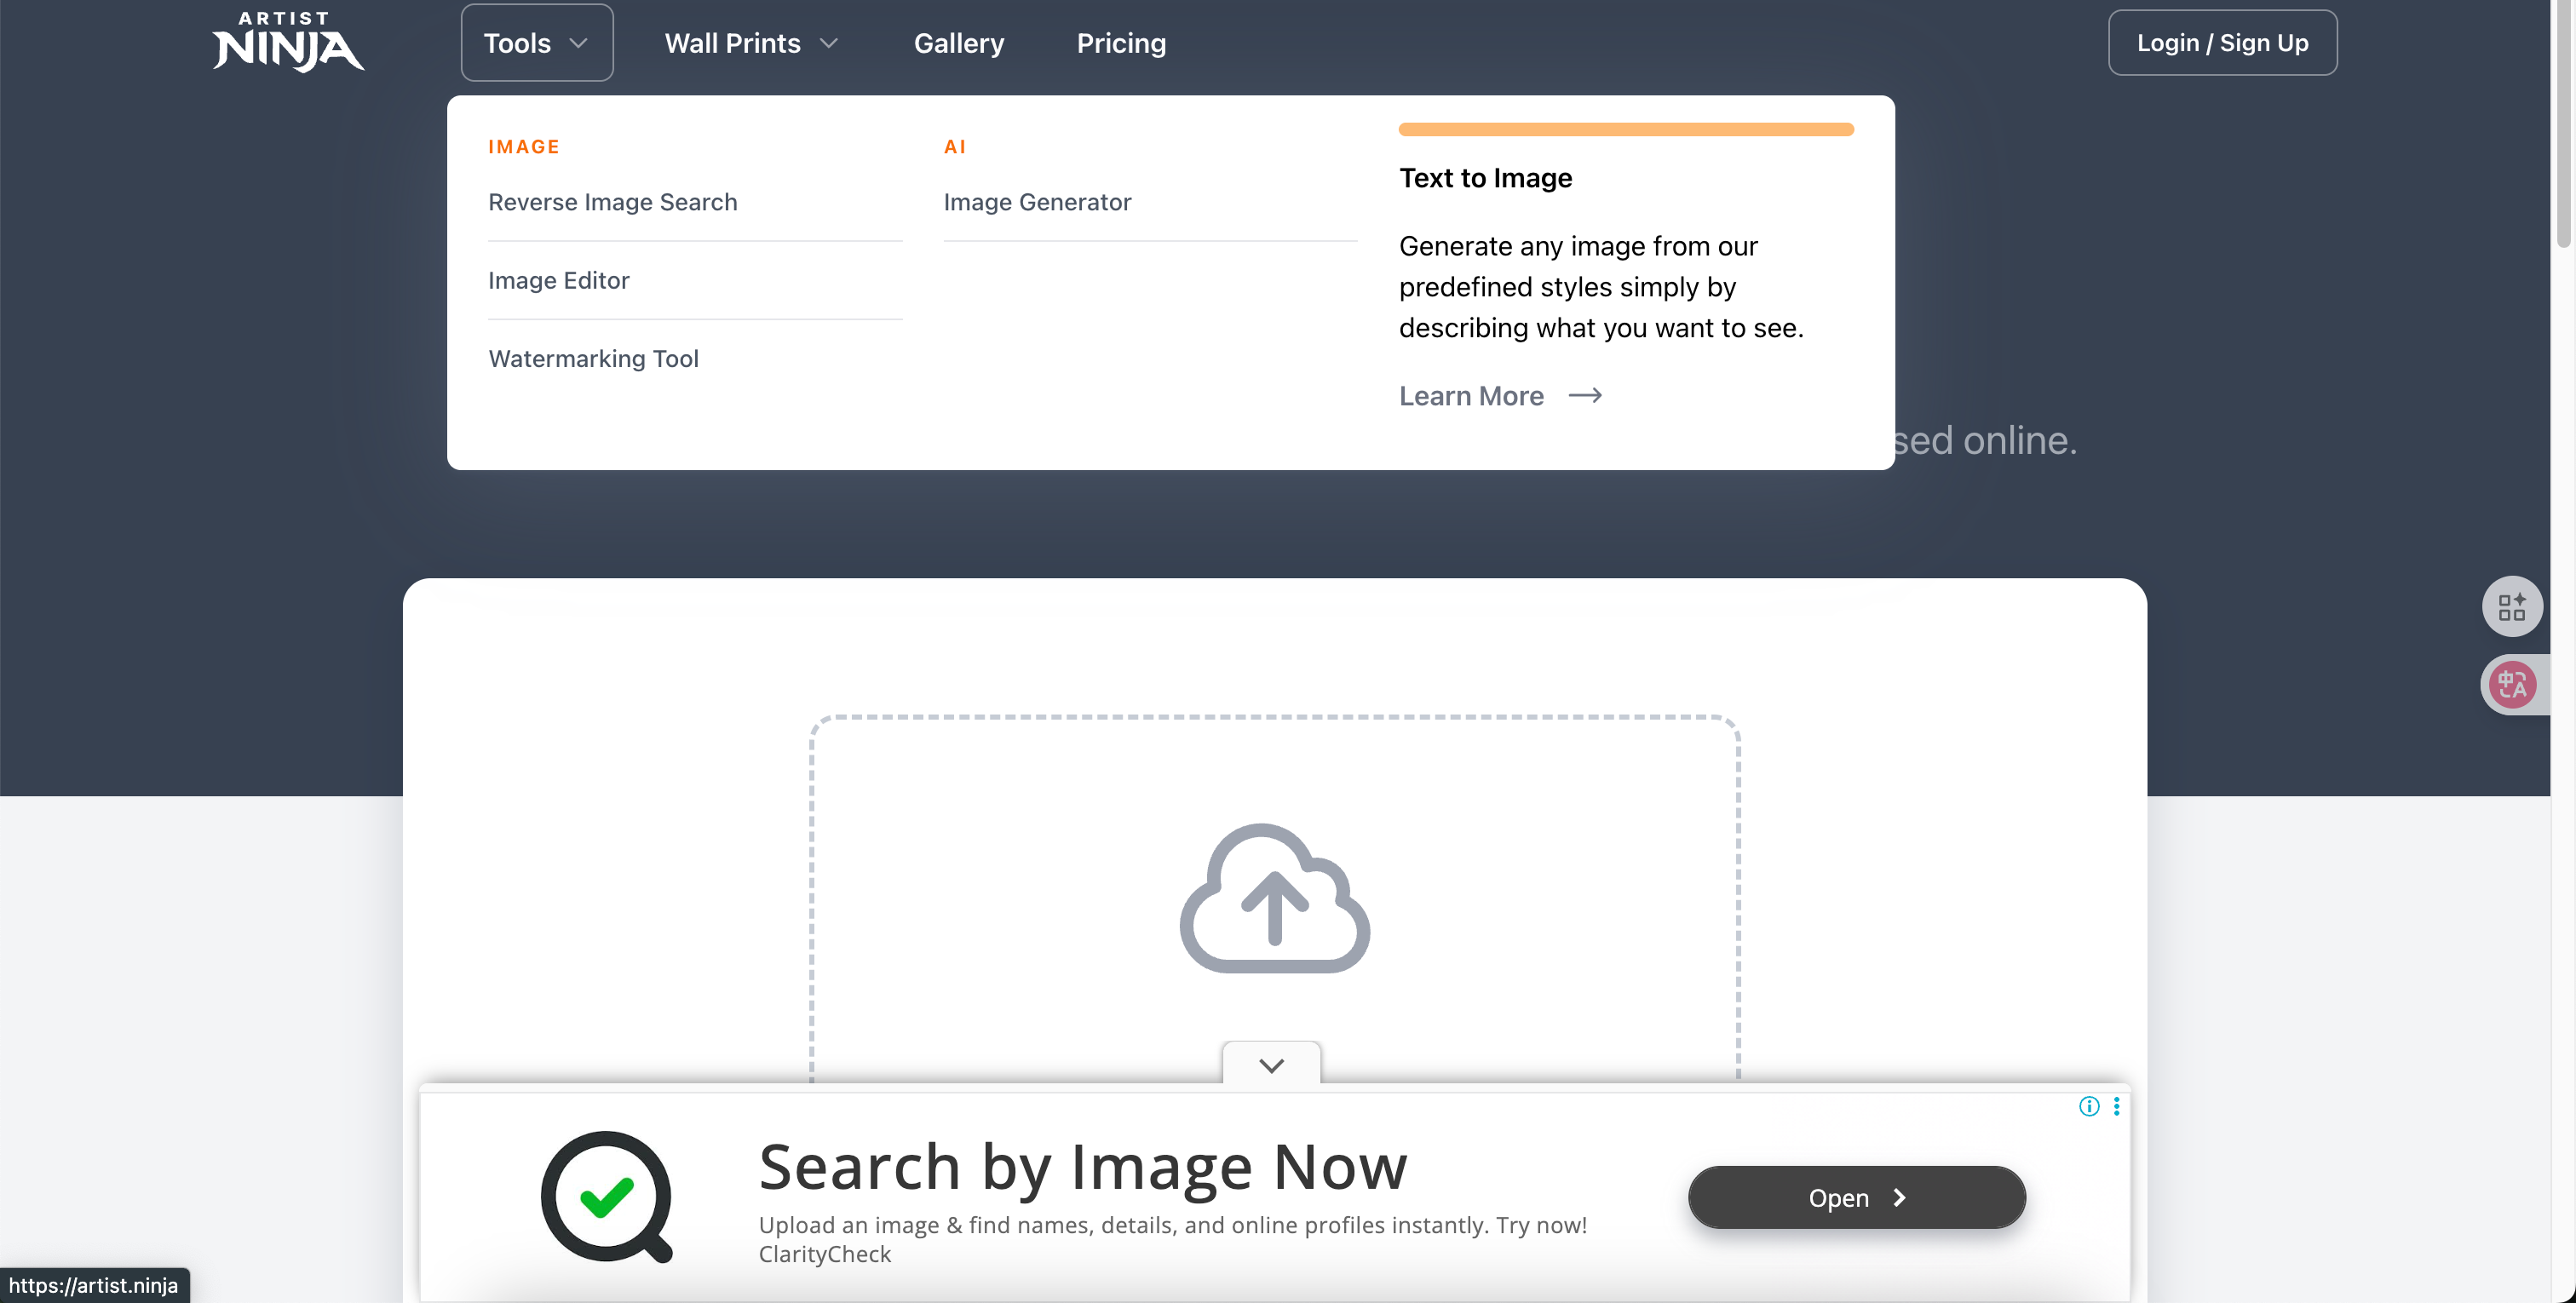 ARTIST
NINJA
Tools
Wall Prints
Gallery
Pricing
Login / Sign Up
IMAGE
Reverse Image Search
Image Editor
Watermarking Tool
AI
Image Generator
Text to Image
Generate any image from our
predefined styles simply by
describing what you want to see.
Learn More
sed online.
中A
Search by Image Now
Upload an image & find names, details, and online profiles instantly. Try now!
ClarityCheck
Open
https://artist.ninja